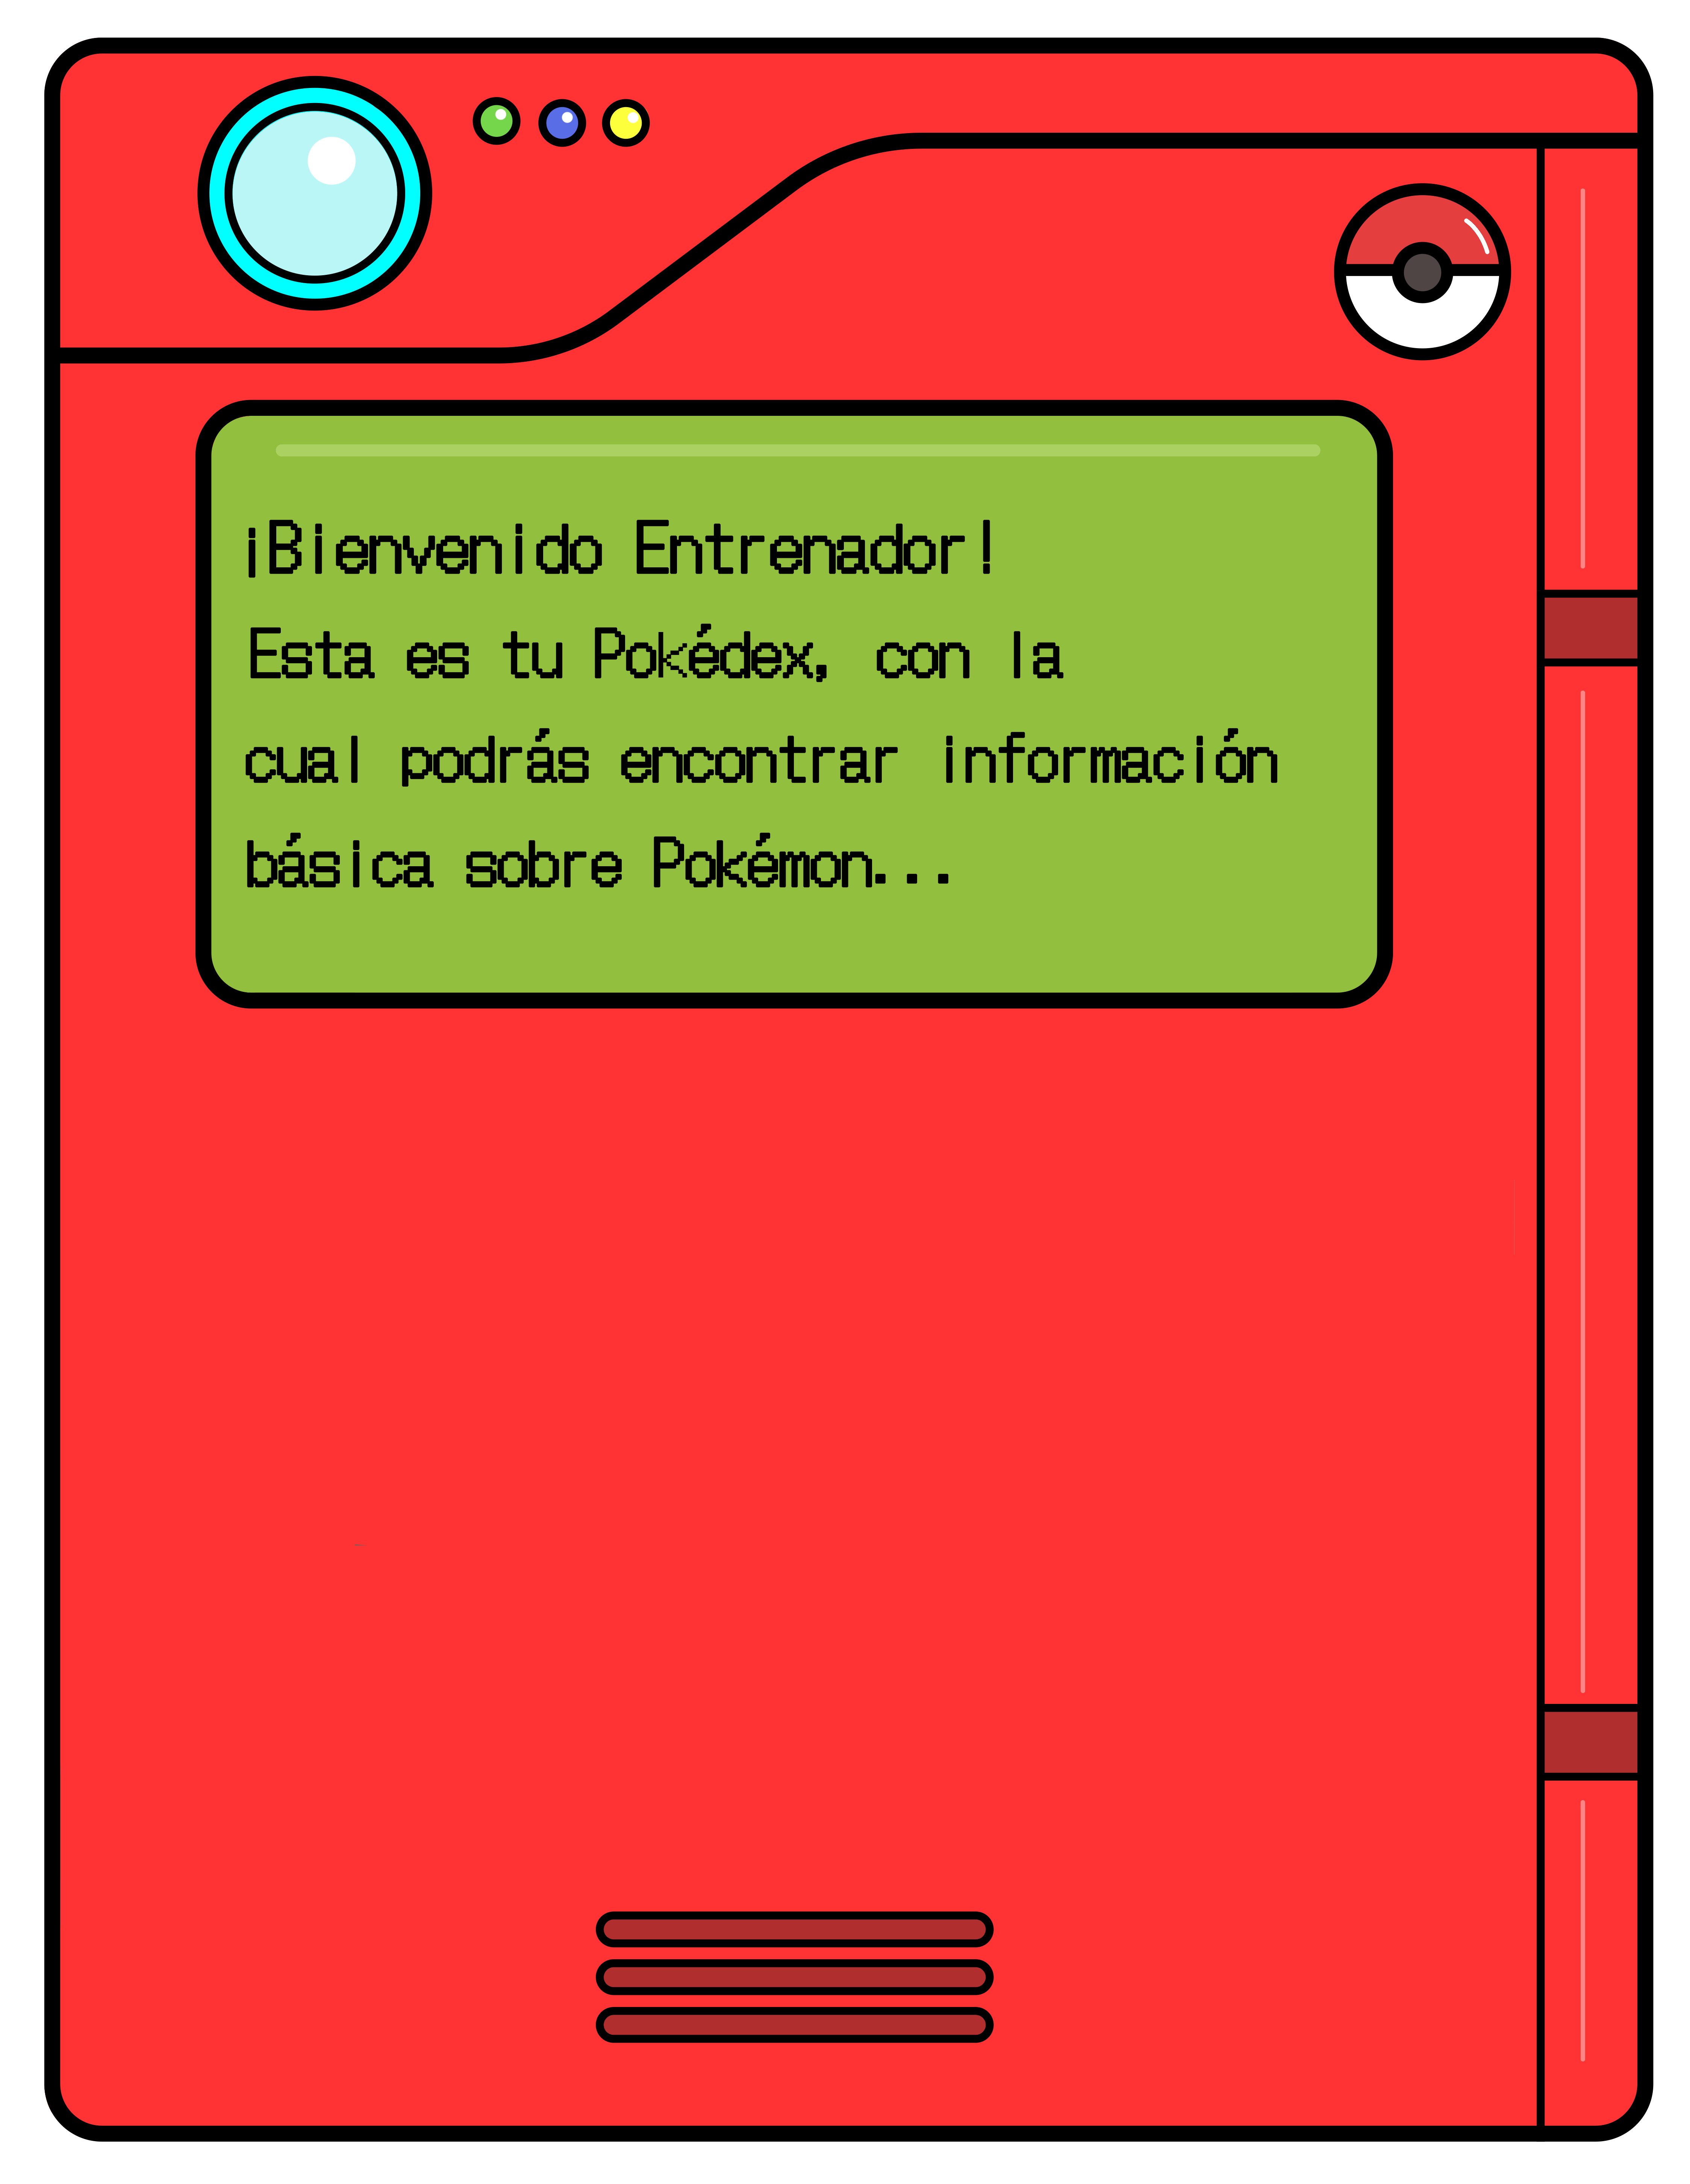 ¡Bienvenido Entrenador!
Esta es tu Pokédex, con la
cual podrás encontrar información
básica sobre Pokémon...